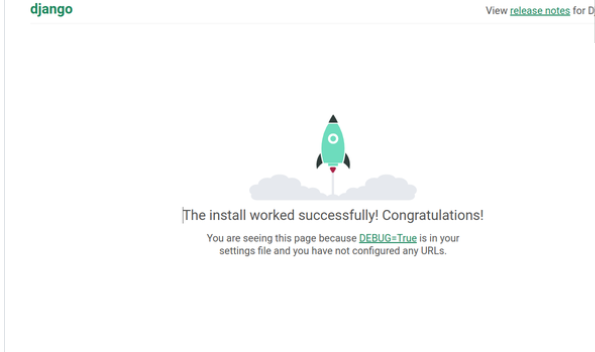 django
View release notes for D
The install worked successfully! Congratulations!
You are seeing this page because DEBUG=True is in your
settings file and you have not configured any URLs.